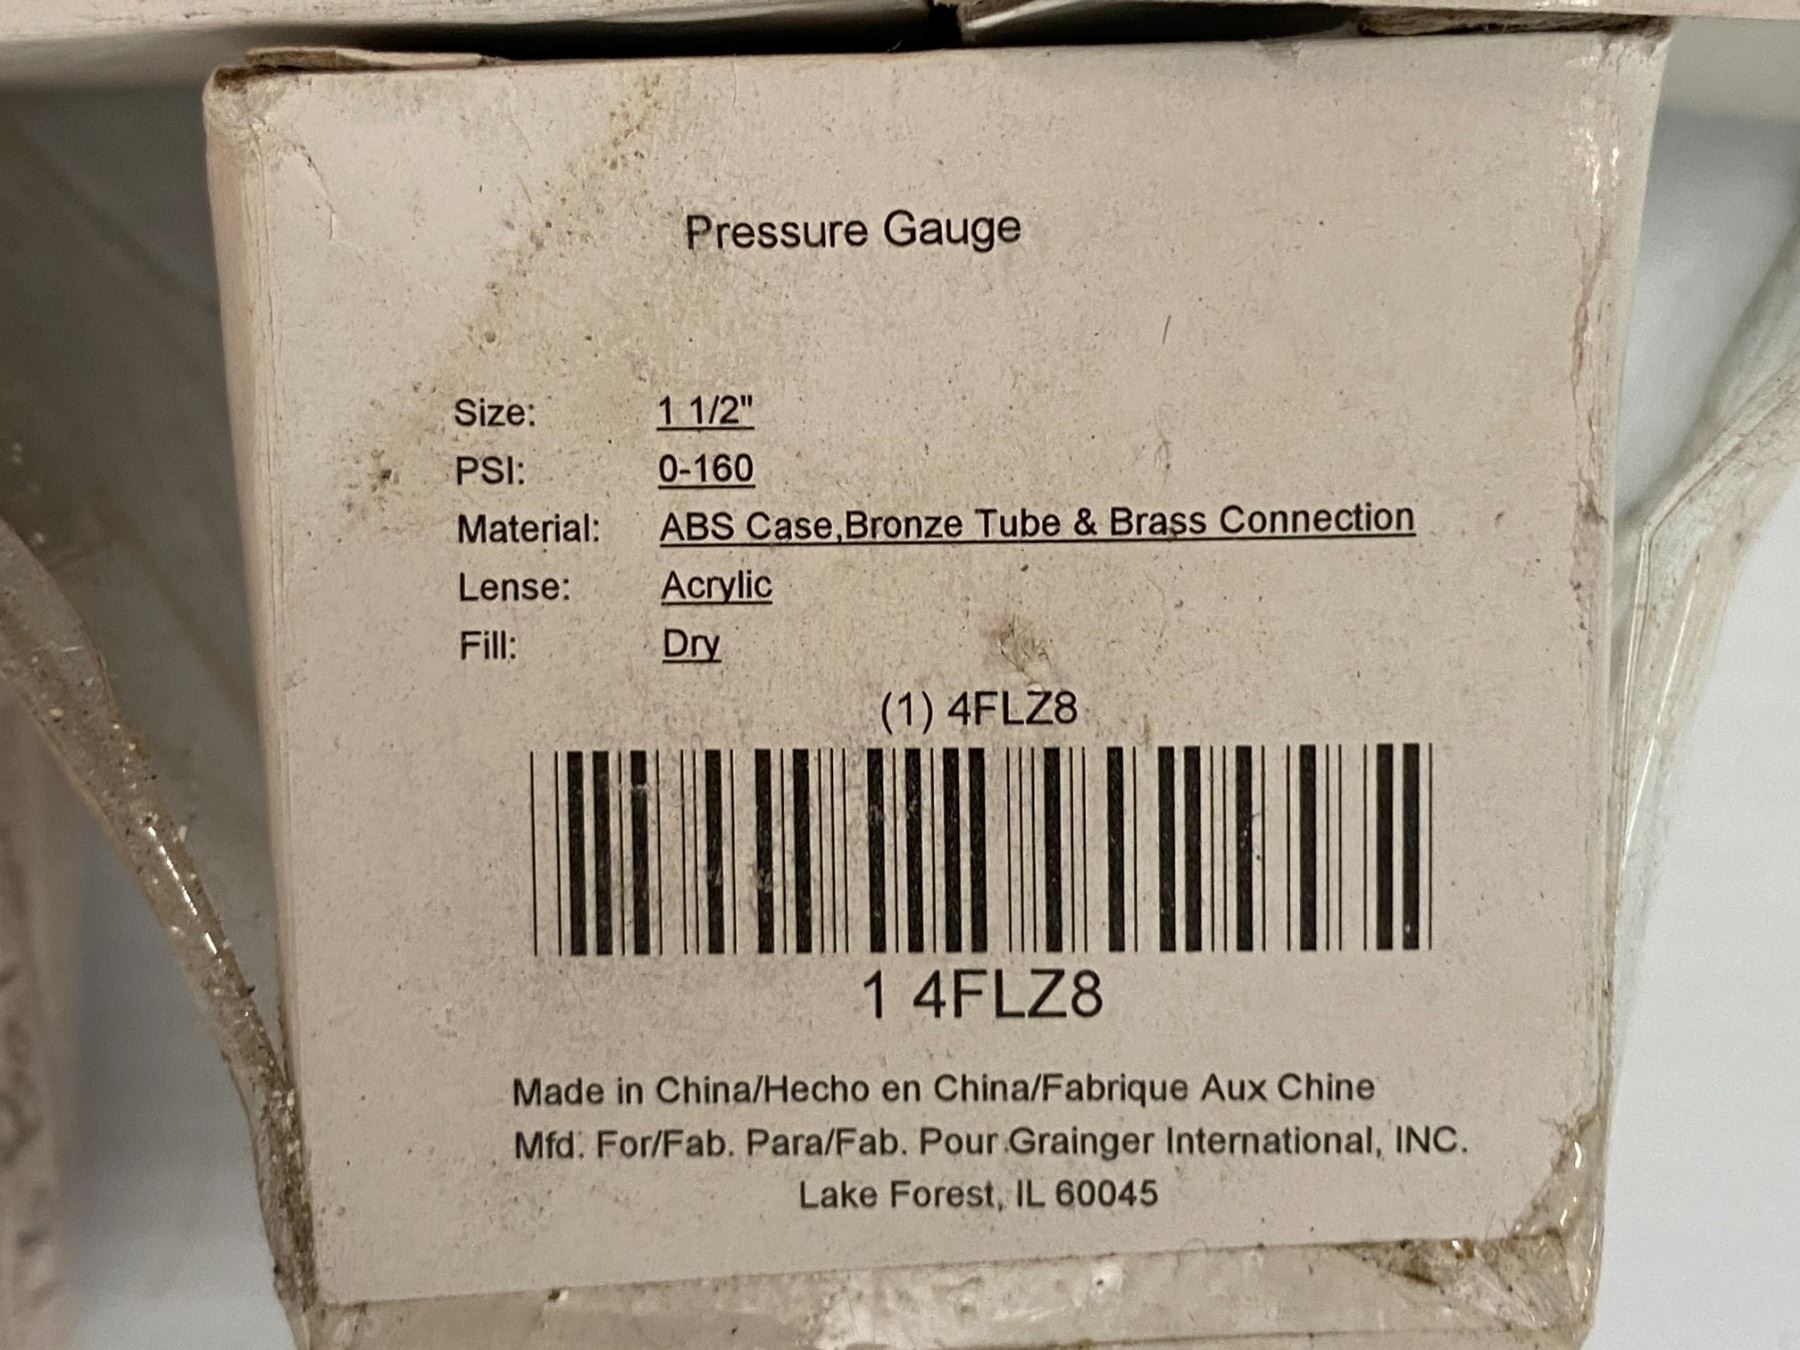 Pressure Gauge
Size: 1 1/2"
PSI: 0-160
Material: ABS Case,Bronze Tube & Brass Connection
Lense: Acrylic
Fill: Dry
(1) 4FLZ8
1 4FLZ8
Made in China/Hecho en China/Fabrique Aux Chine
Mfd. For/Fab. Para/Fab. Pour Grainger International, INC.
Lake Forest, IL 60045